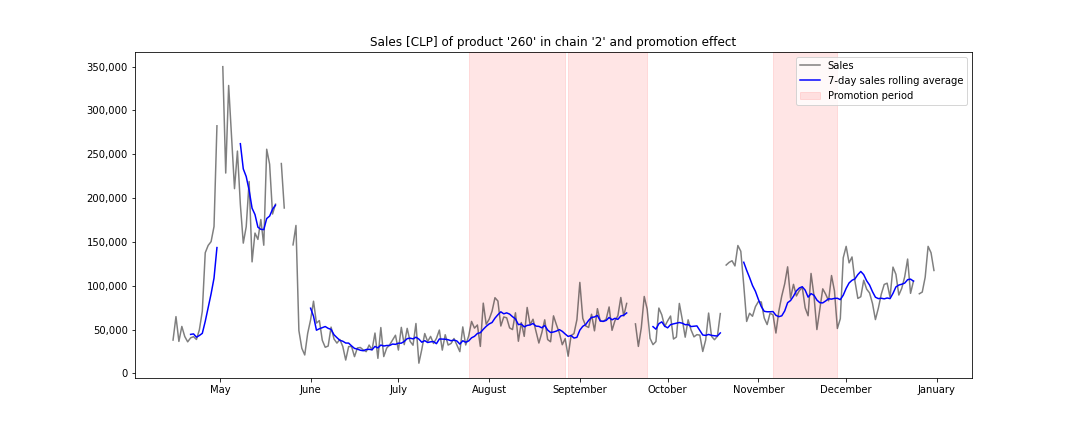 Sales [CLP] of product '260' in chain '2' and promotion effect
350,000
300,000
250,000
200,000
150,000
100,000
50,000
0
Sales
7-day sales rolling average
Promotion period
May June July August September October November December January